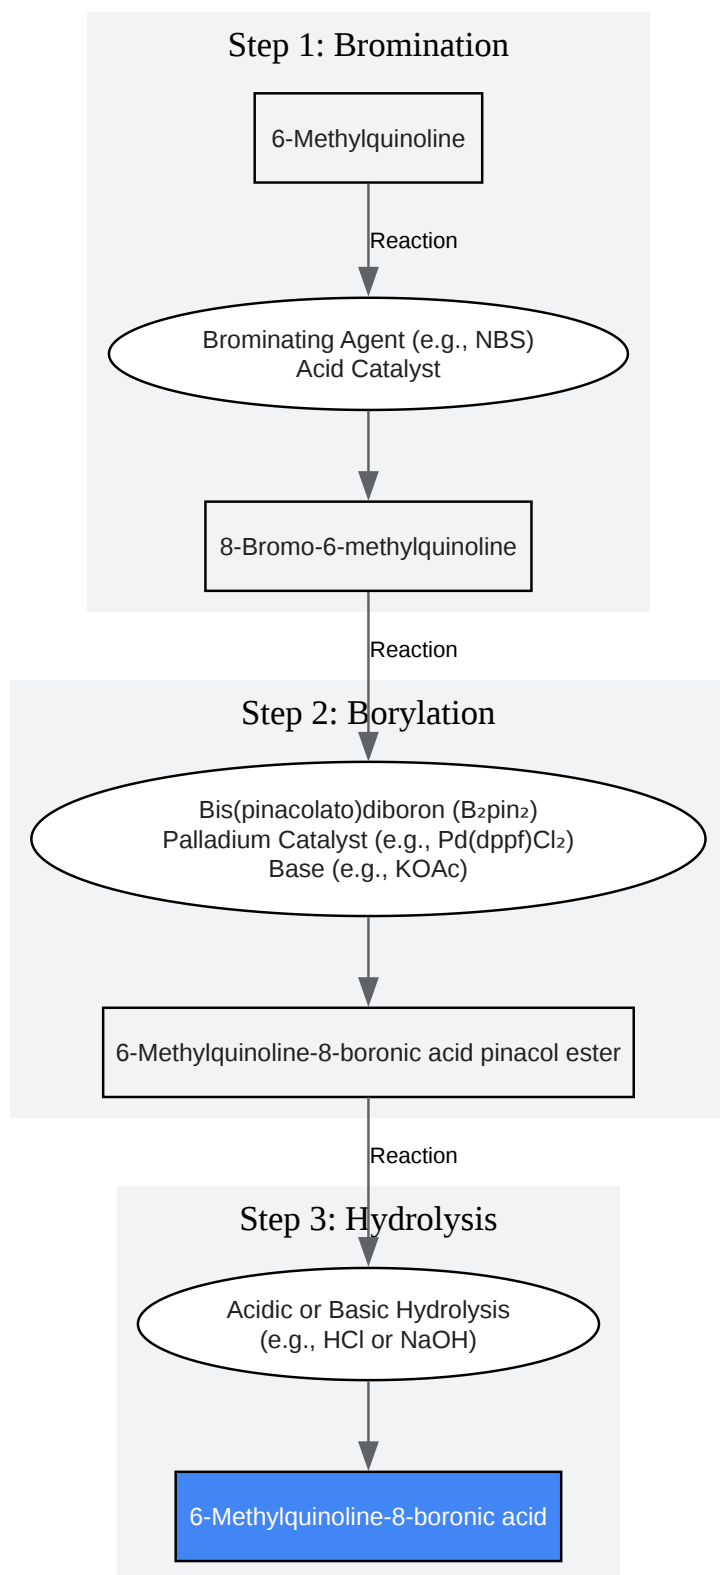 Step 1: Bromination
6-Methylquinoline
Reaction
Brominating Agent (e.g., NBS)
Acid Catalyst
8-Bromo-6-methylquinoline
Reaction
Step 2: Borylation
Bis(pinacolato)diboron (B₂pin₂)
Palladium Catalyst (e.g., Pd(dppf)Cl₂)
Base (e.g., KOAc)
6-Methylquinoline-8-boronic acid pinacol ester
Reaction
Step 3: Hydrolysis
Acidic or Basic Hydrolysis
(e.g., HCl or NaOH)
6-Methylquinoline-8-boronic acid